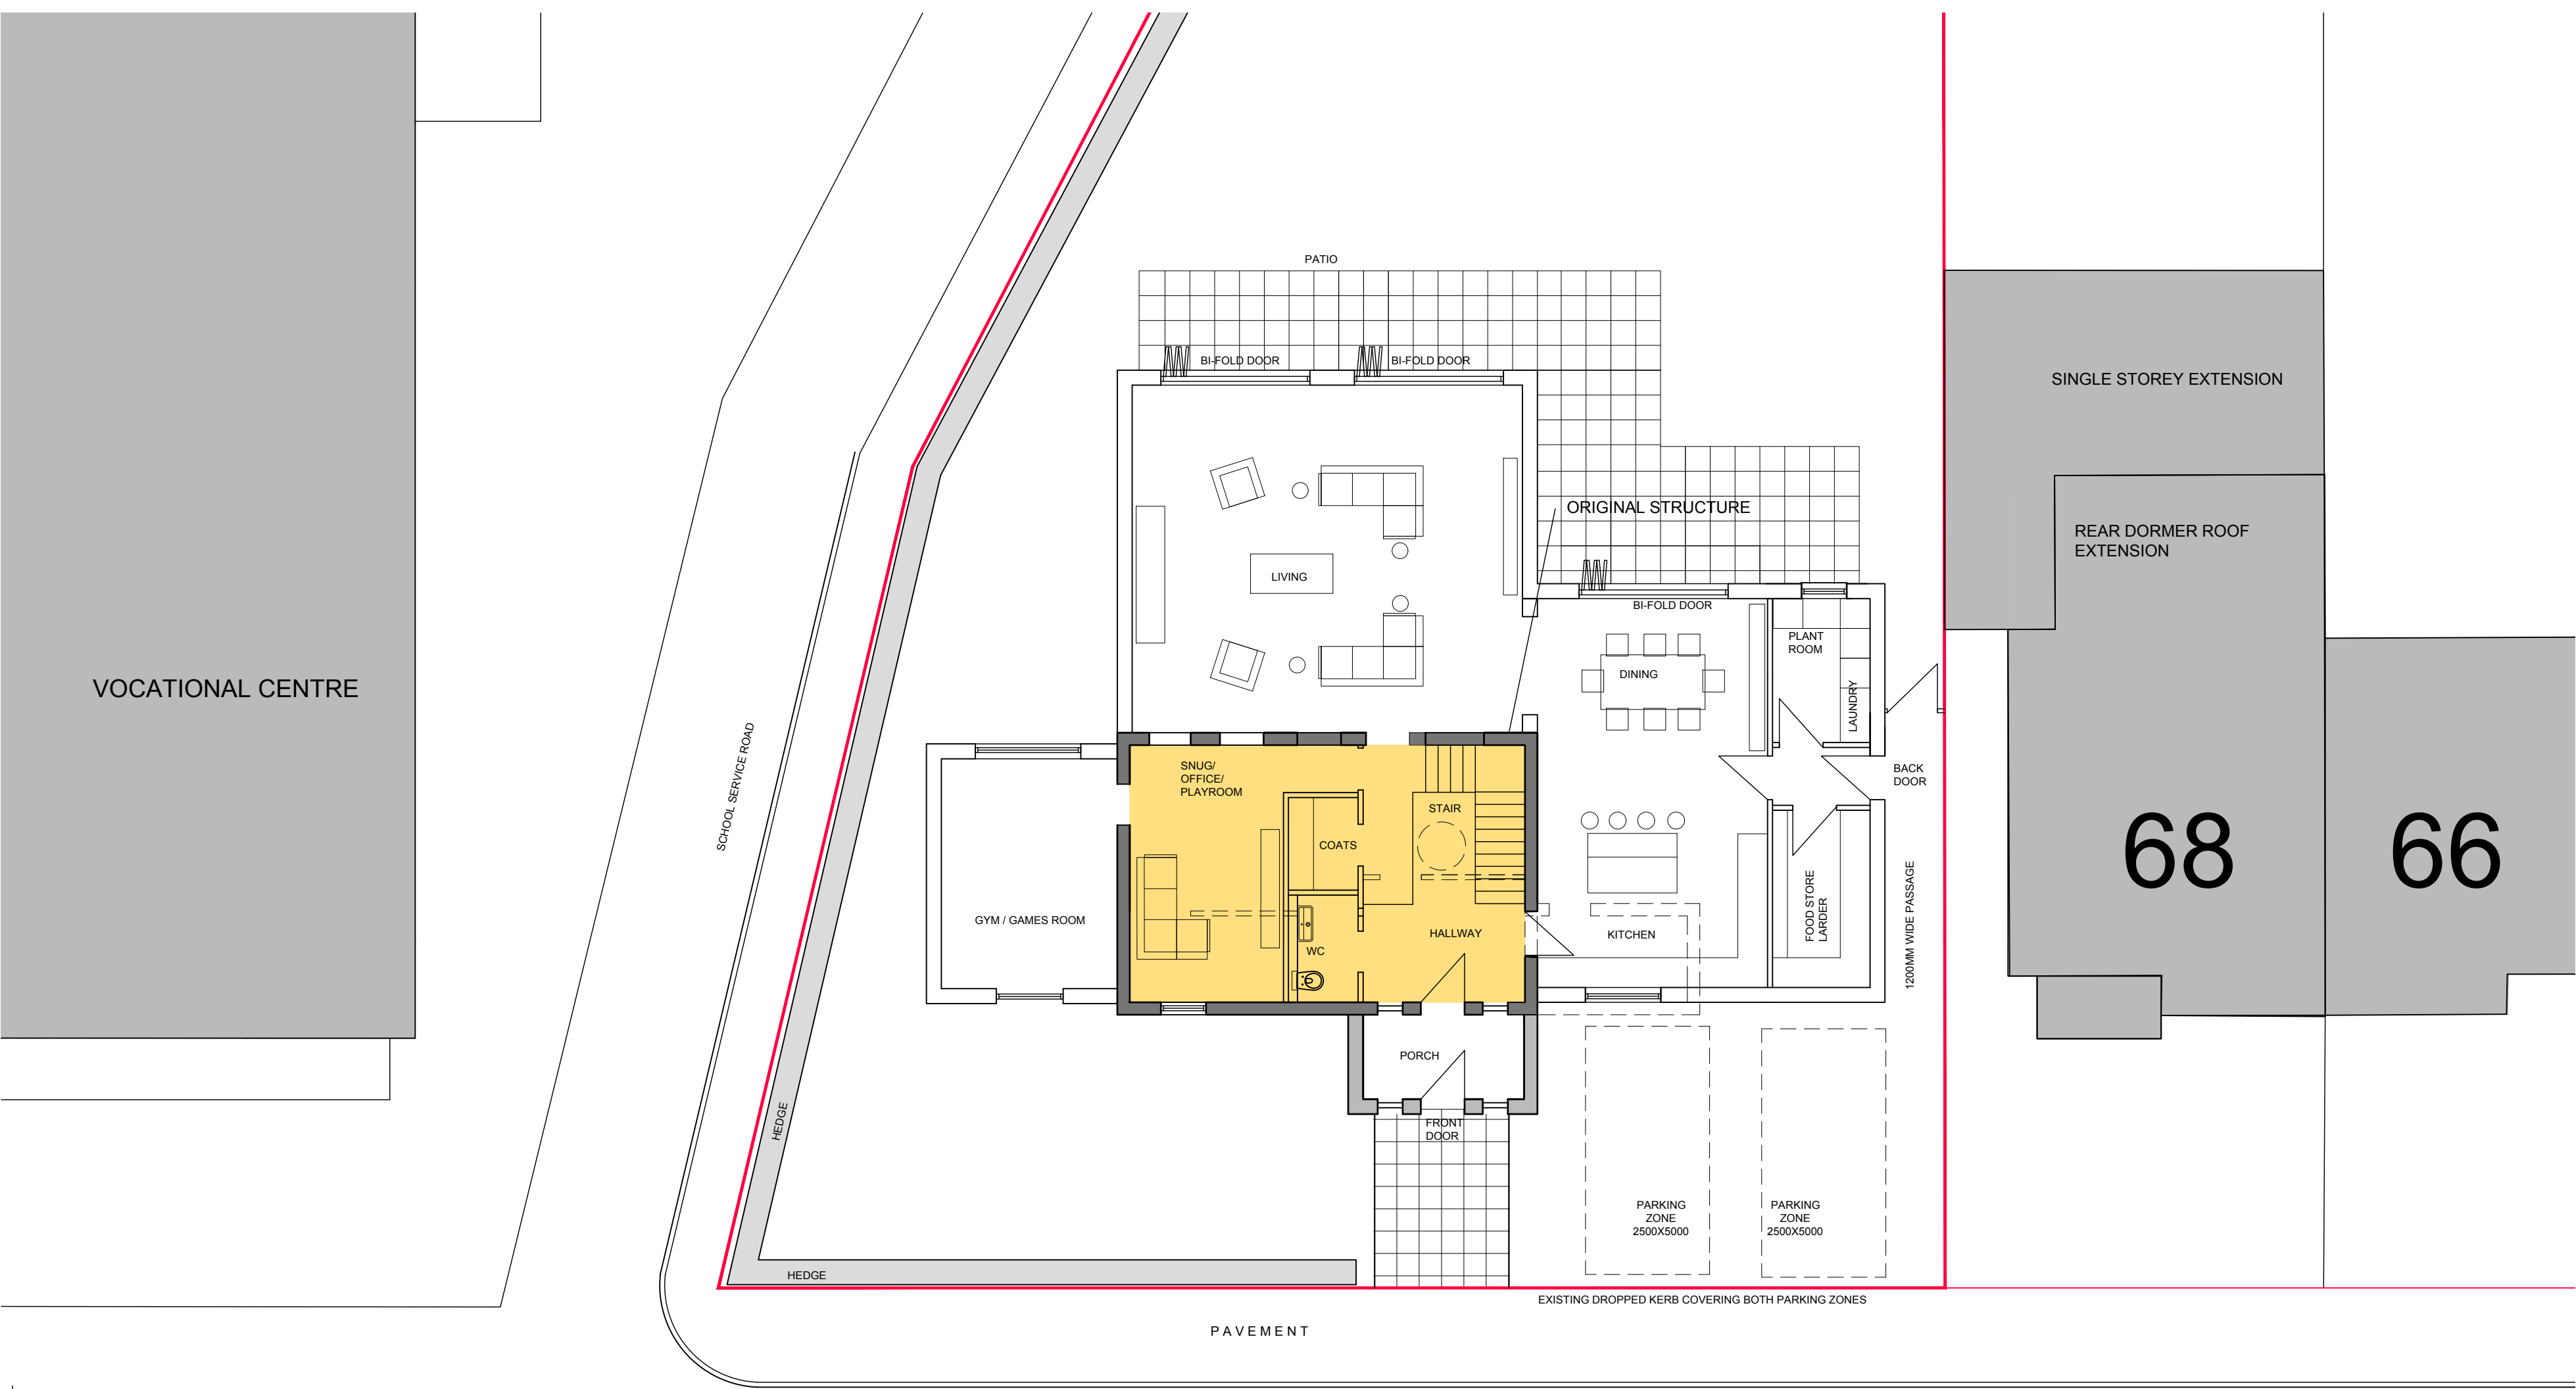 PATIO
BI-FOLD DOOR
BI-FOLD DOOR
SINGLE STOREY EXTENSION
ORIGINAL STRUCTURE
REAR DORMER ROOF
EXTENSION
LIVING
BI-FOLD DOOR
PLANT
ROOM
DINING
VOCATIONAL CENTRE
LAUNDRY
SCHOOL SERVICE ROAD
SNUG/
OFFICE/
PLAYROOM
BACK
DOOR
STAIR
COATS
68
66
GYM / GAMES ROOM
FOOD STORE
LARDER
1200MM WIDE PASSAGE
HALLWAY
KITCHEN
WC
PORCH
HEDGE
FRONT
DOOR
PARKING
ZONE
2500X5000
PARKING
ZONE
2500X5000
HEDGE
EXISTING DROPPED KERB COVERING BOTH PARKING ZONES
PAVEMENT